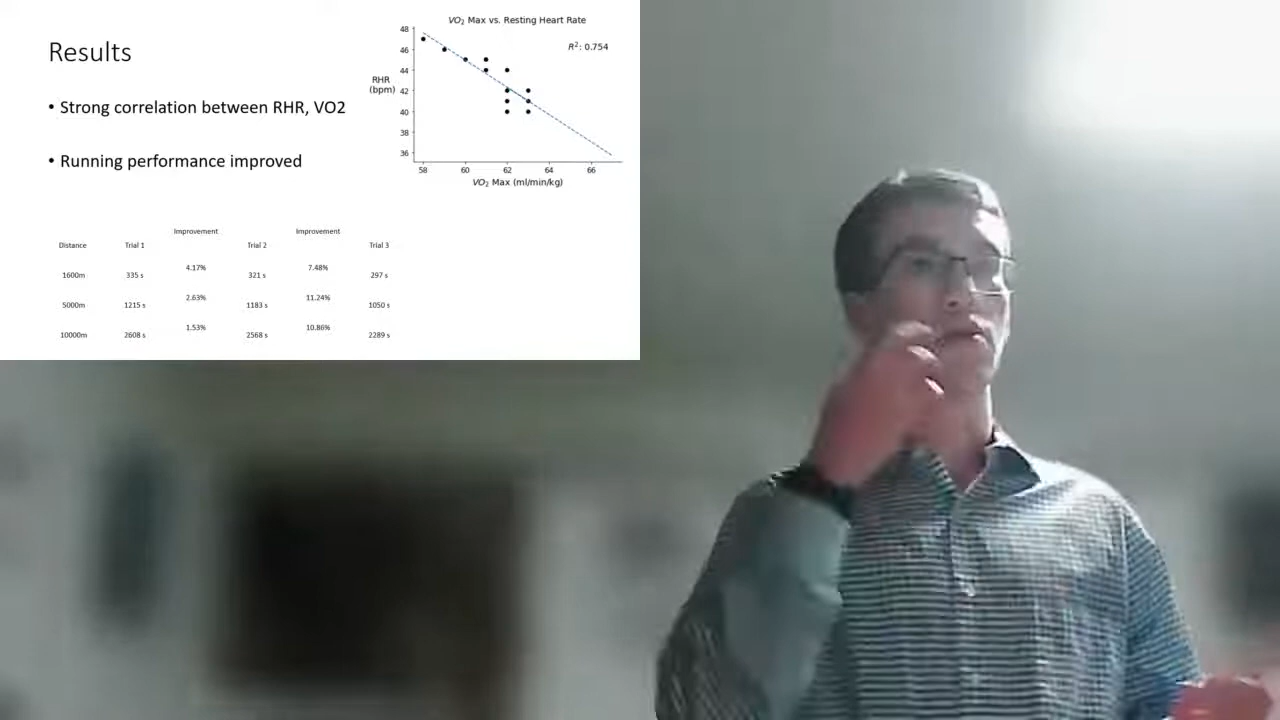 Results
• Strong correlation between RHR, VO2
• Running performance improved
VO2 Max vs. Resting Heart Rate
R²: 0.754
RHR
(bpm)
48
46
44
42
40
38
36
58 60 62 64 66
VO2 Max (ml/min/kg)
Improvement Improvement
Distance Trial 1 Trial 2 Trial 3
4.17% 7.48%
1600m 335 s 321 s 297 s
2.63% 11.24%
5000m 1215 s 1183 s 1050 s
1.53% 10.86%
10000m 2608 s 2568 s 2289 s